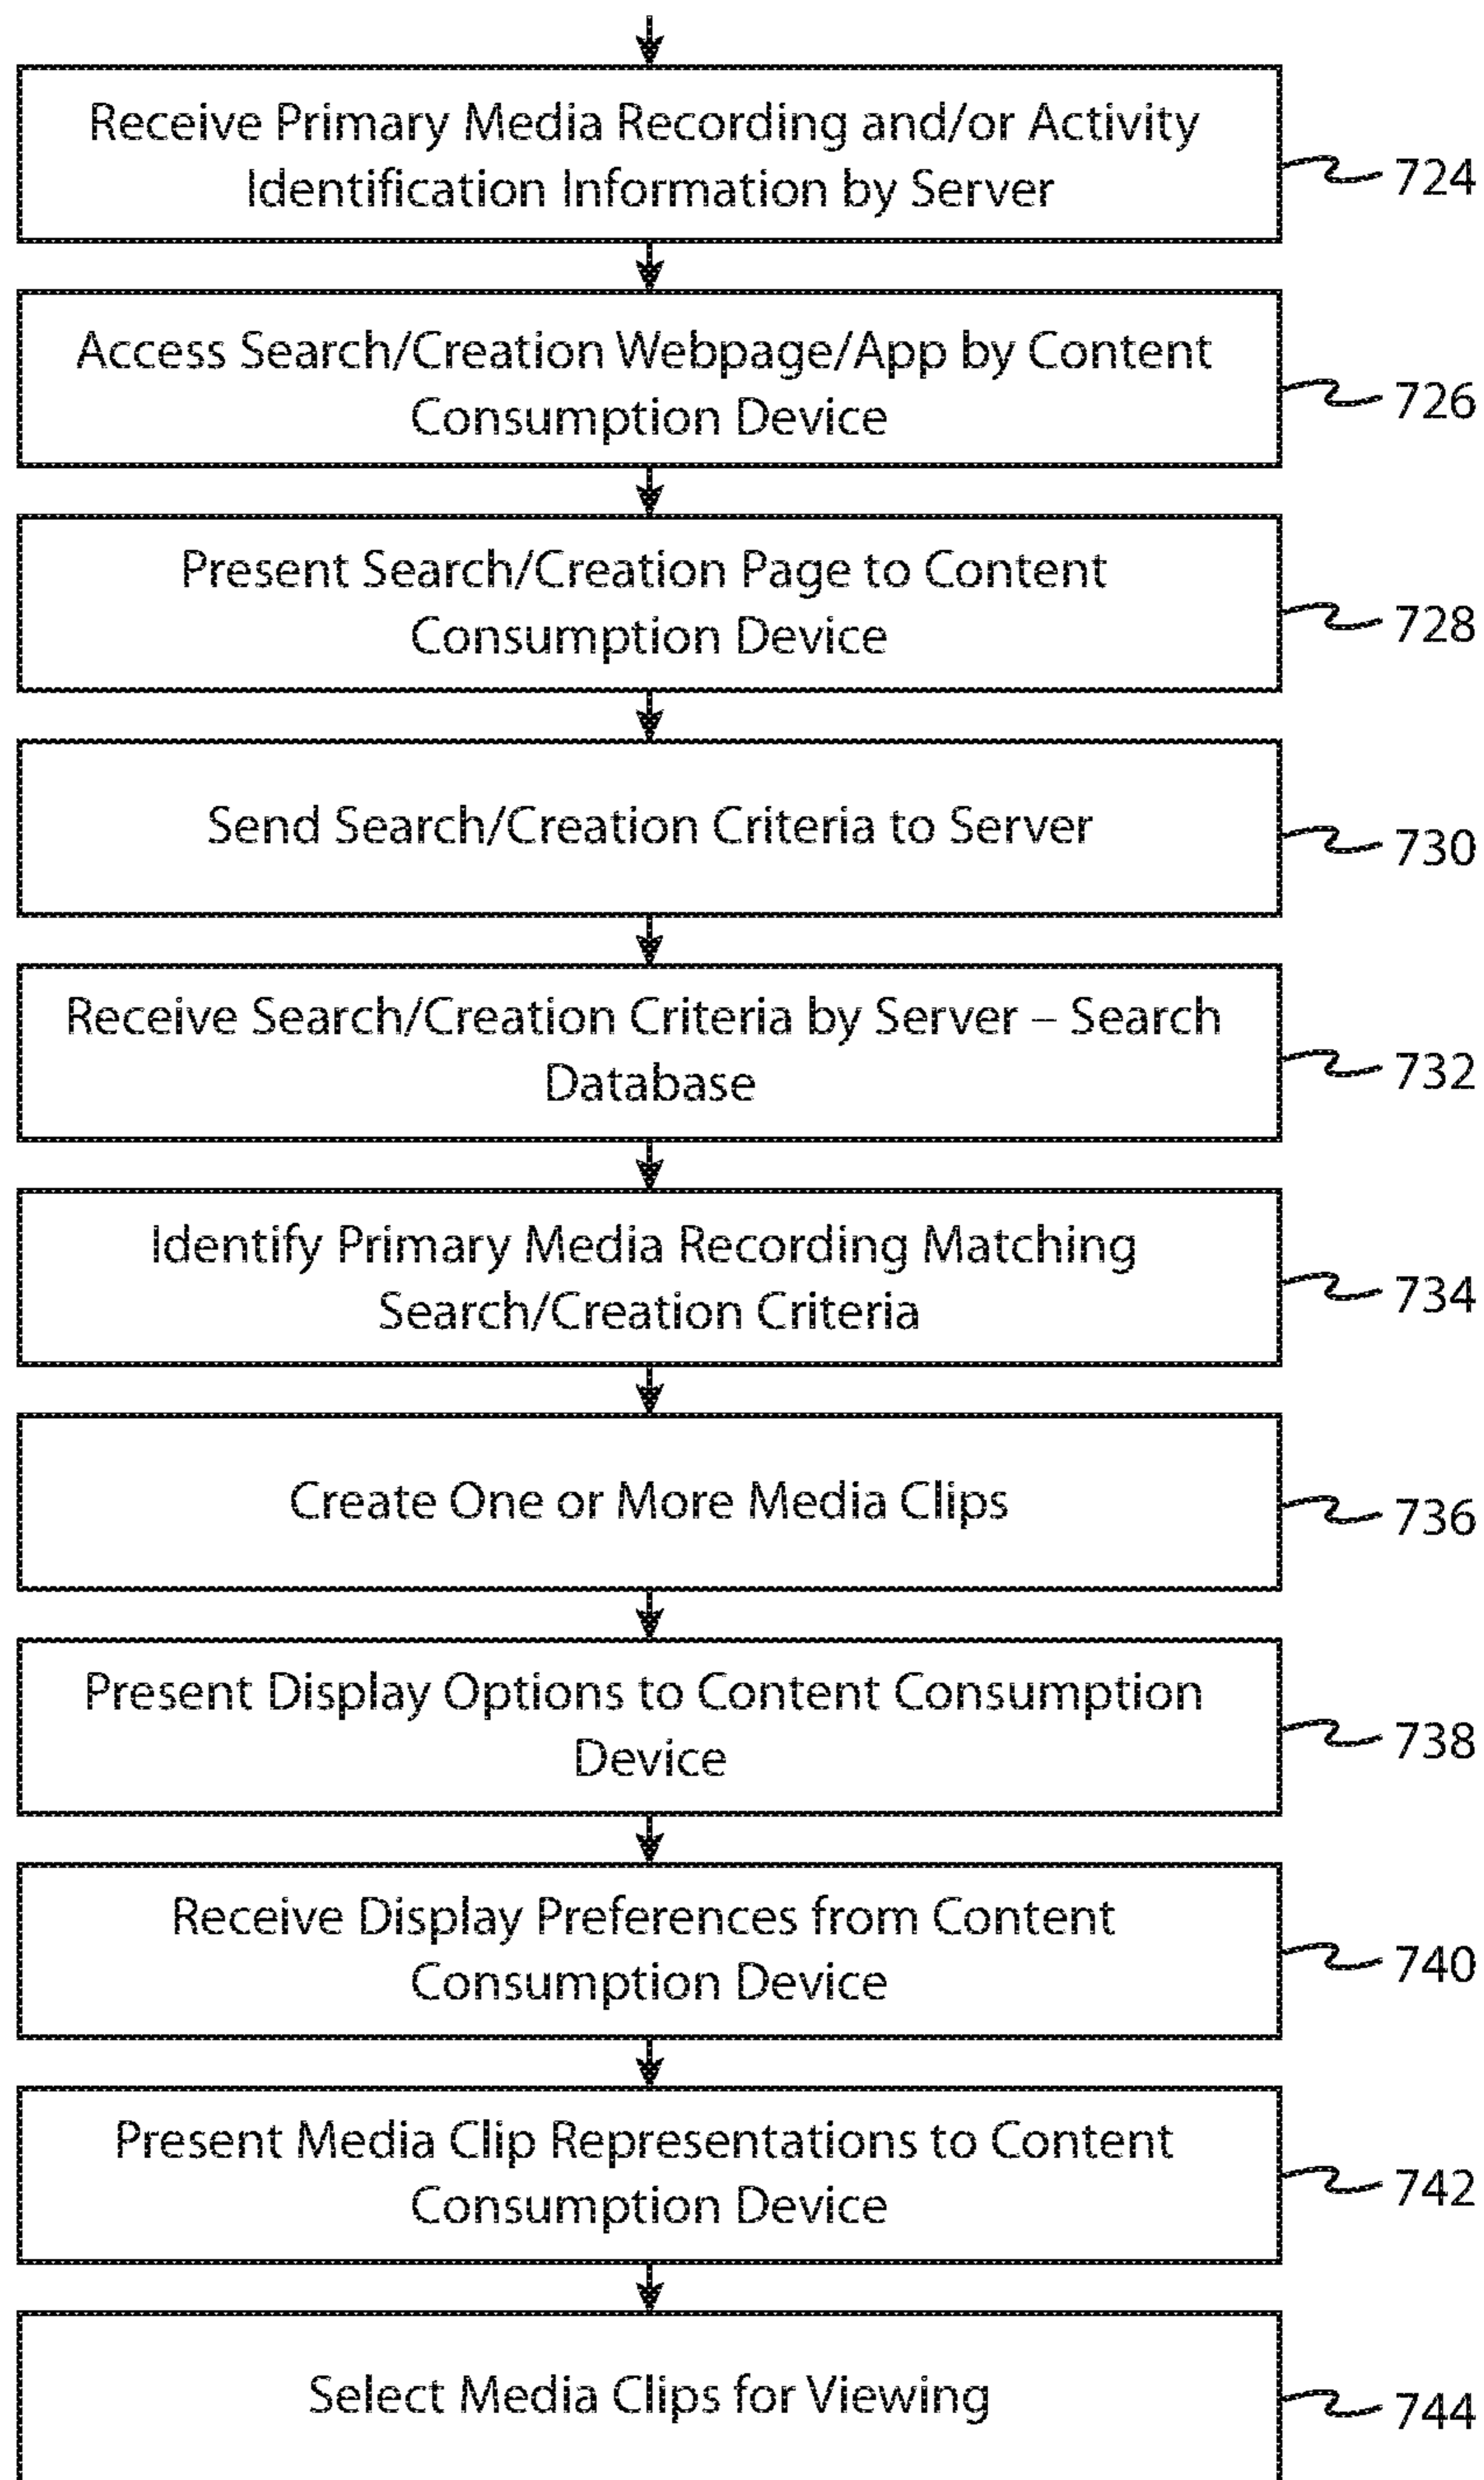 Receive Primary Media Recording and/or Activity
Identification Information by Server
724
Access Search/Creation Webpage/App by Content
Consumption Device
726
Present Search/Creation Page to Content
Consumption Device
728
Send Search/Creation Criteria to Server
730
Receive Search/Creation Criteria by Server – Search
Database
732
Identify Primary Media Recording Matching
Search/Creation Criteria
734
Create One or More Media Clips
736
Present Display Options to Content Consumption
Device
738
Receive Display Preferences from Content
Consumption Device
740
Present Media Clip Representations to Content
Consumption Device
742
Select Media Clips for Viewing
744